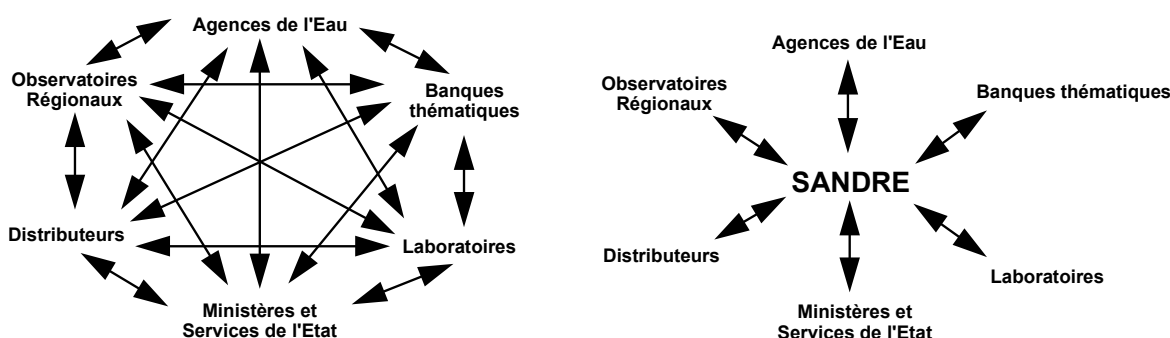 Agences de l'Eau
Observatoires
Régionaux
Banques
thématiques
Distributeurs
Laboratoires
Ministères et
Services de l'Etat
Agences de l'Eau
Observatoires
Régionaux
Banques thématiques
SANDRE
Distributeurs
Laboratoires
Ministères et
Services de l'Etat